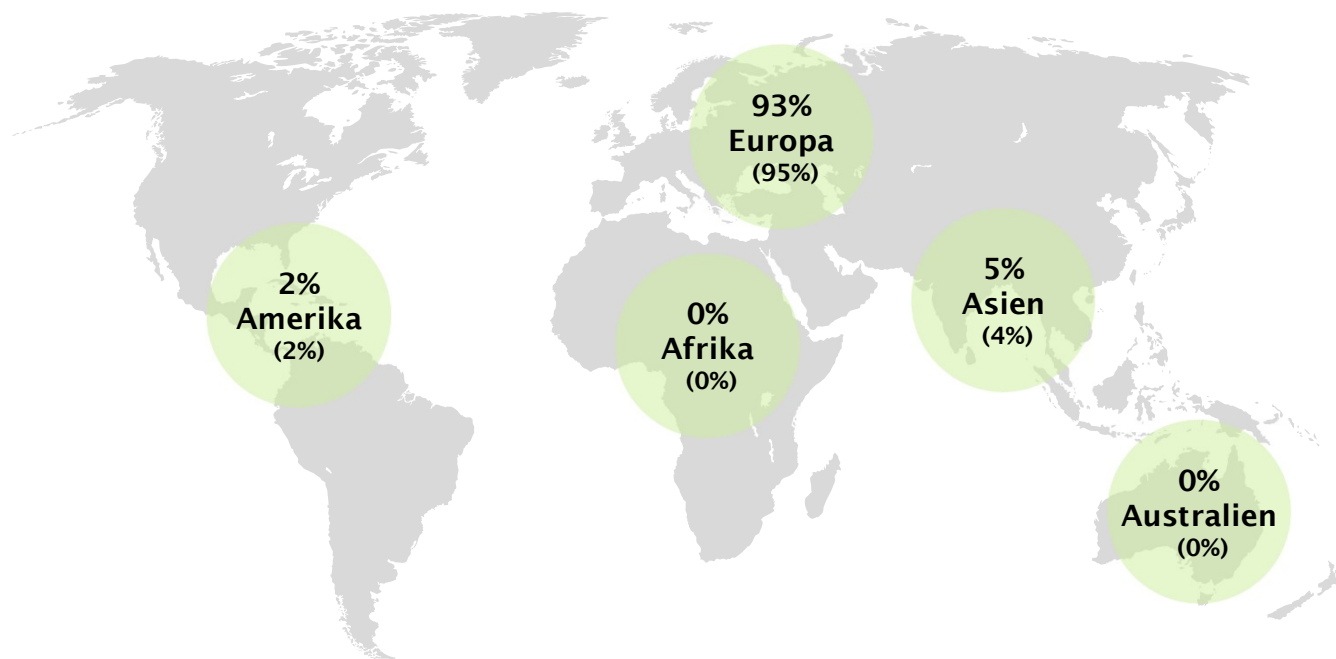 93%
Europa
(95%)
2%
Amerika
(2%)
0%
Afrika
(0%)
5%
Asien
(4%)
0%
Australien
(0%)